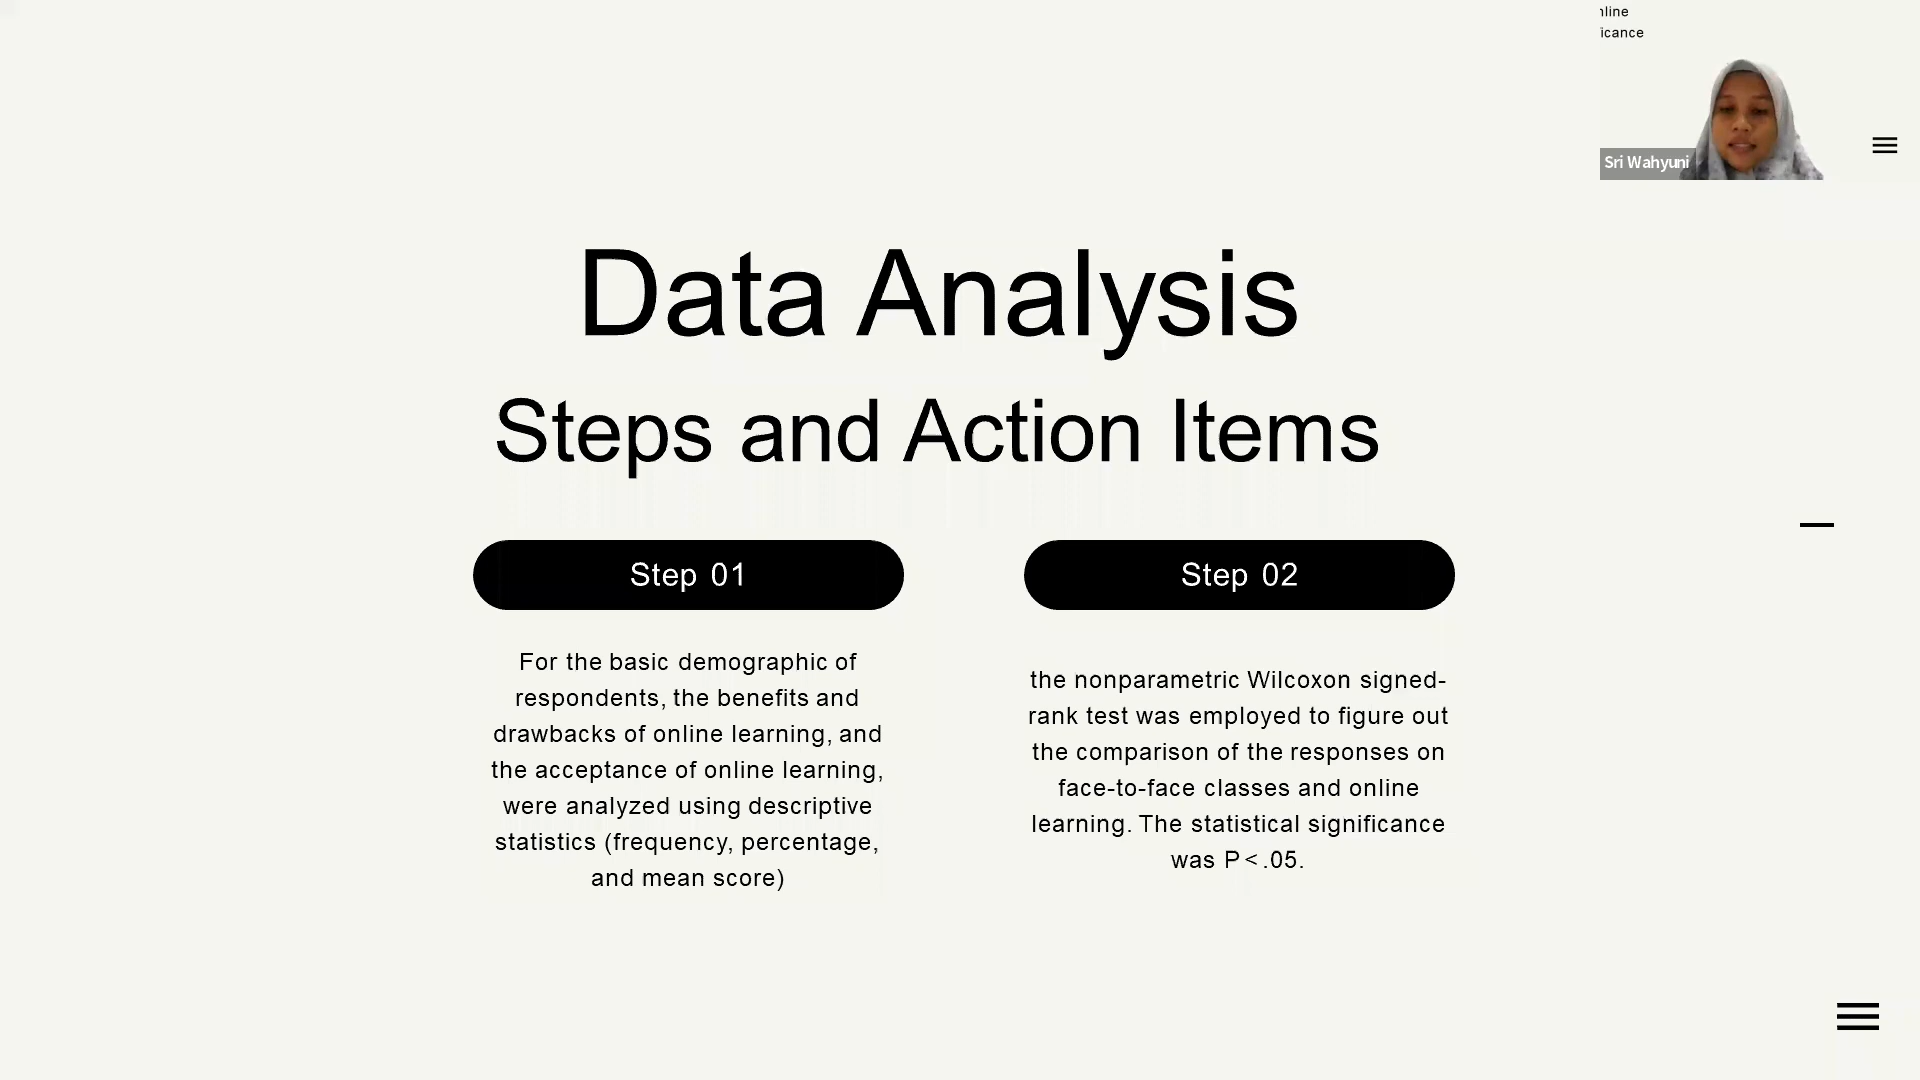 nline
icance
Sri Wahyuni
Data Analysis
Steps and Action Items
Step 01
For the basic demographic of
respondents, the benefits and
drawbacks of online learning, and
the acceptance of online learning,
were analyzed using descriptive
statistics (frequency, percentage,
and mean score)
Step 02
the nonparametric Wilcoxon signed-
rank test was employed to figure out
the comparison of the responses on
face-to-face classes and online
learning. The statistical significance
was P < .05.